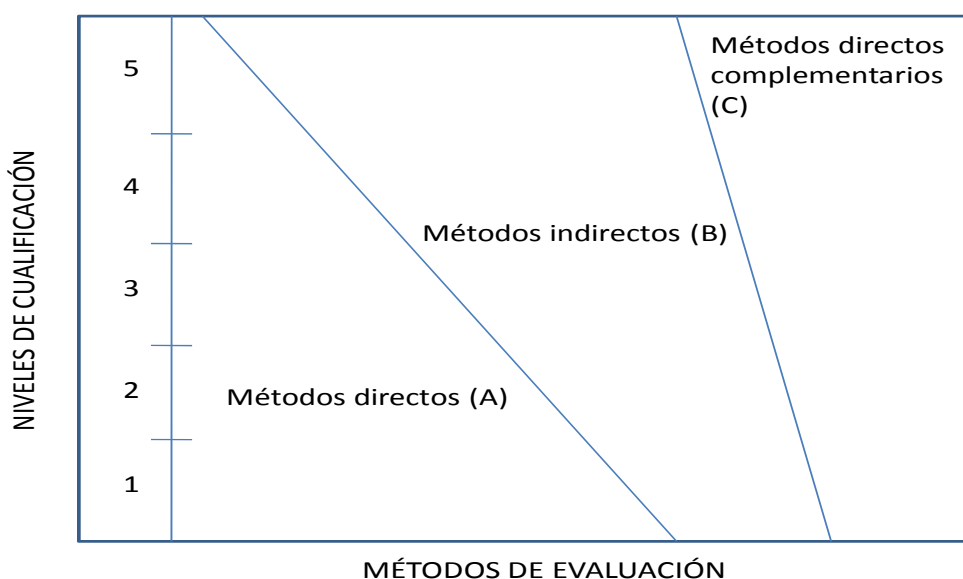 Métodos directos
complementarios
(C)
5
4
Métodos indirectos (B)
3
2
Métodos directos (A)
1
NIVELES DE CUALIFICACIÓN
MÉTODOS DE EVALUACIÓN